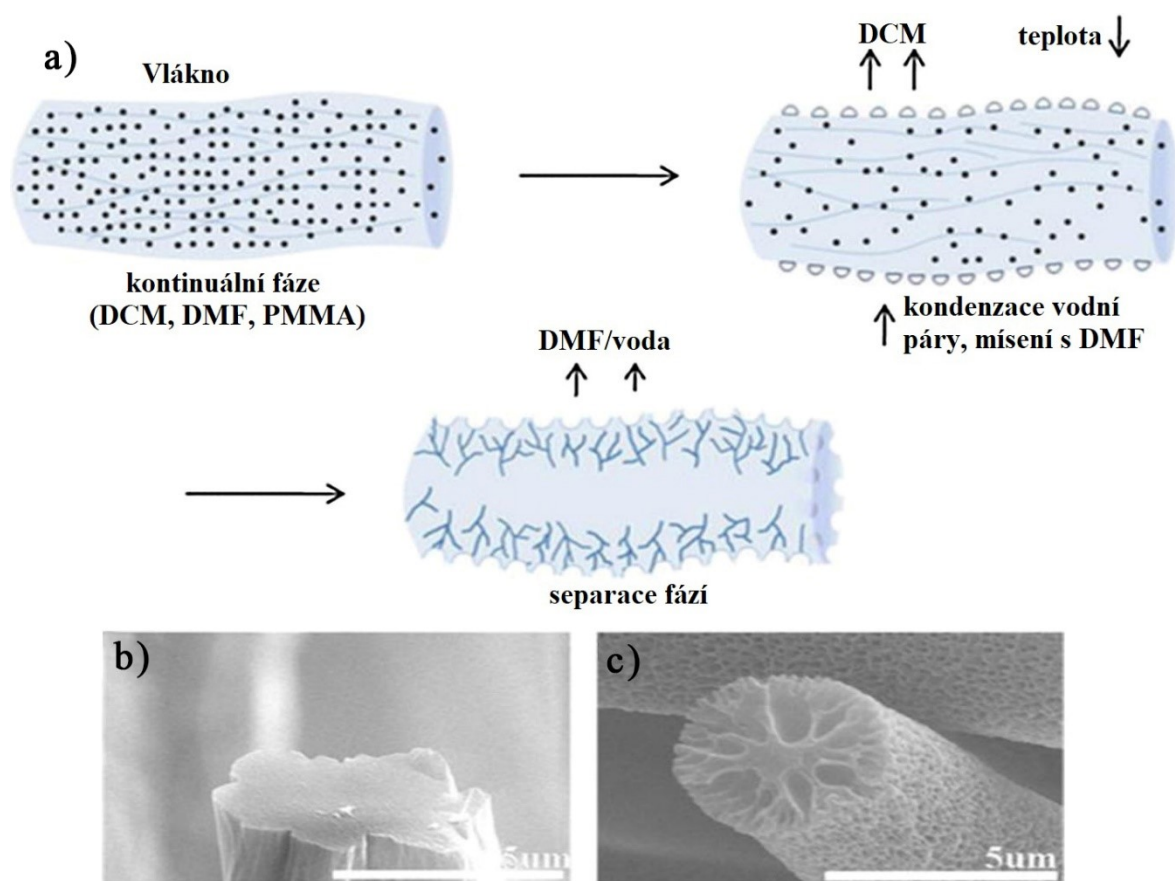 a)
Vlákno
kontinuální fáze
(DCM, DMF, PMMA)
DCM
teplota
kondenzace vodní
páry, mísení s DMF
DMF/voda
separace fází
b)
5um
c)
5um